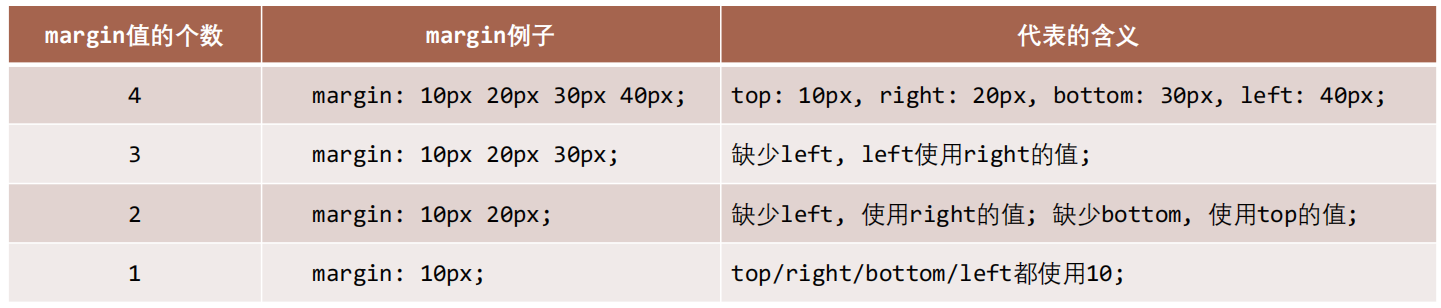 margin值的个数 margin例子 代表的含义
4 margin: 10px 20px 30px 40px; top: 10px, right: 20px, bottom: 30px, left: 40px;
3 margin: 10px 20px 30px; 缺少left, left使用right的值;
2 margin: 10px 20px; 缺少left, 使用right的值; 缺少bottom, 使用top的值;
1 margin: 10px; top/right/bottom/left都使用10;